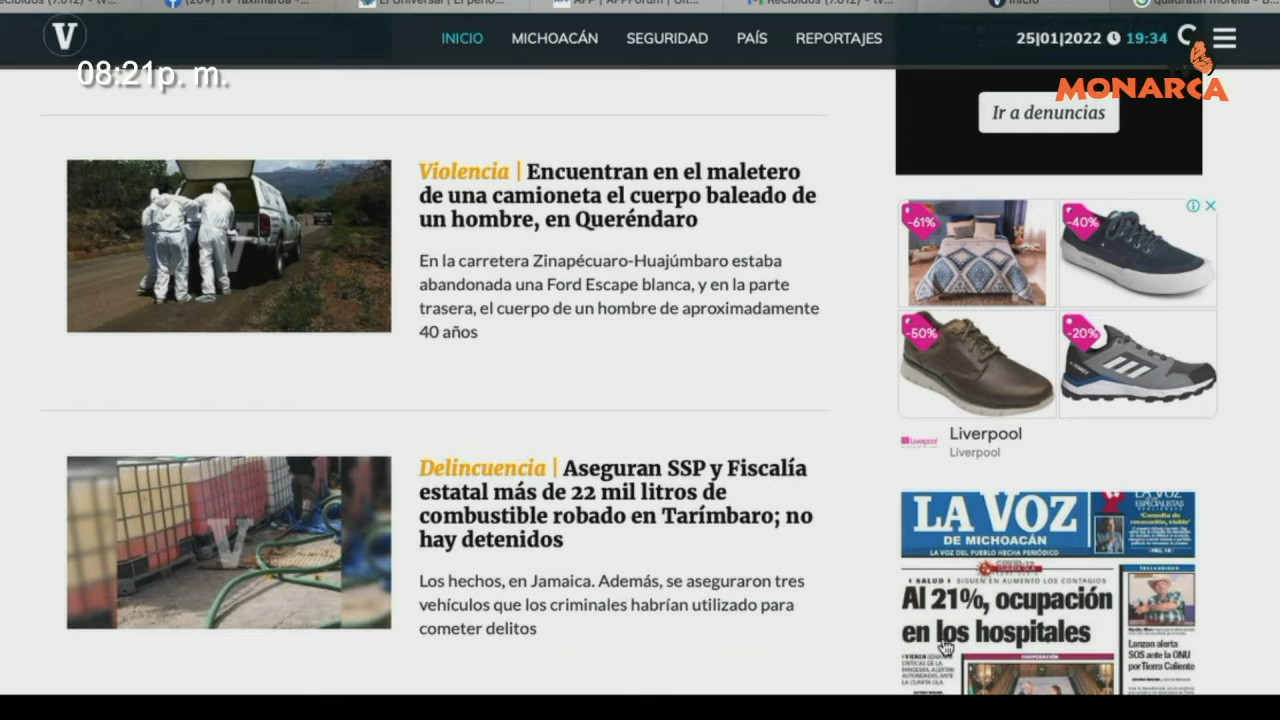 V
INICIO
MICHOACÁN
SEGURIDAD
PAÍS
REPORTAJES
25|01|2022 19:34
08:21p. m.
MONARCA
Ir a denuncias
Violencia | Encuentran en el maletero
de una camioneta el cuerpo baleado de
un hombre, en Queréndaro
En la carretera Zinapécuaro-Huajúmbaro estaba
abandonada una Ford Escape blanca, y en la parte
trasera, el cuerpo de un hombre de aproximadamente
40 años
Delincuencia | Aseguran SSP y Fiscalía
estatal más de 22 mil litros de
combustible robado en Tarímbaro; no
hay detenidos
Los hechos, en Jamaica. Además, se aseguraron tres
vehículos que los criminales habrían utilizado para
cometer delitos
-61%
-40%
-50%
-20%
Liverpool
Liverpool
Liverpool
LA VOZ
DE MICHOACÁN
LA VOZ DEL PUEBLO HECHA PERIÓDICO
SALUD SIGUEN EN AUMENTO LOS CONTAGIOS
Al 21%, ocupación
en los hospitales
Lanzan alerta
SOS ante la ONU
por Tierra Caliente